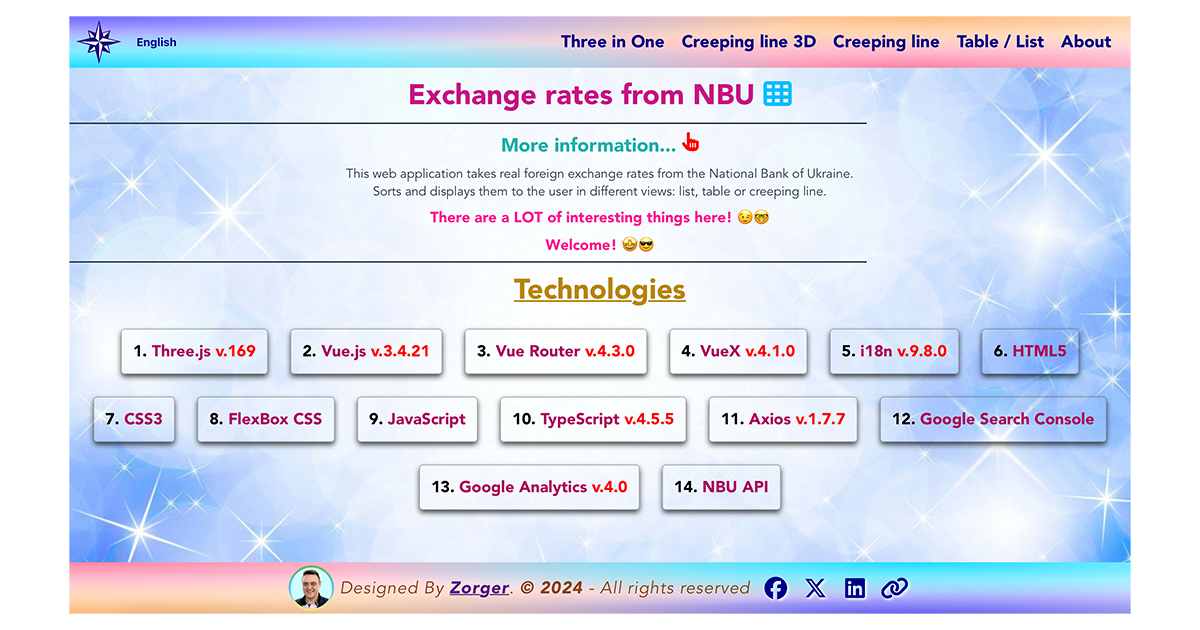 English
Three in One Creeping line 3D Creeping line Table / List About
Exchange rates from NBU
More information...
This web application takes real foreign exchange rates from the National Bank of Ukraine.
Sorts and displays them to the user in different views: list, table or creeping line.
There are a LOT of interesting things here! 😉🤓
Welcome! 🤩😎
Technologies
1. Three.js v.169 2. Vue.js v.3.4.21 3. Vue Router v.4.3.0 4. VueX v.4.1.0 5. i18n v.9.8.0 6. HTML5
7. CSS3 8. FlexBox CSS 9. JavaScript 10. TypeScript v.4.5.5 11. Axios v.1.7.7 12. Google Search Console
13. Google Analytics v.4.0 14. NBU API
Designed By Zorger. © 2024 - All rights reserved